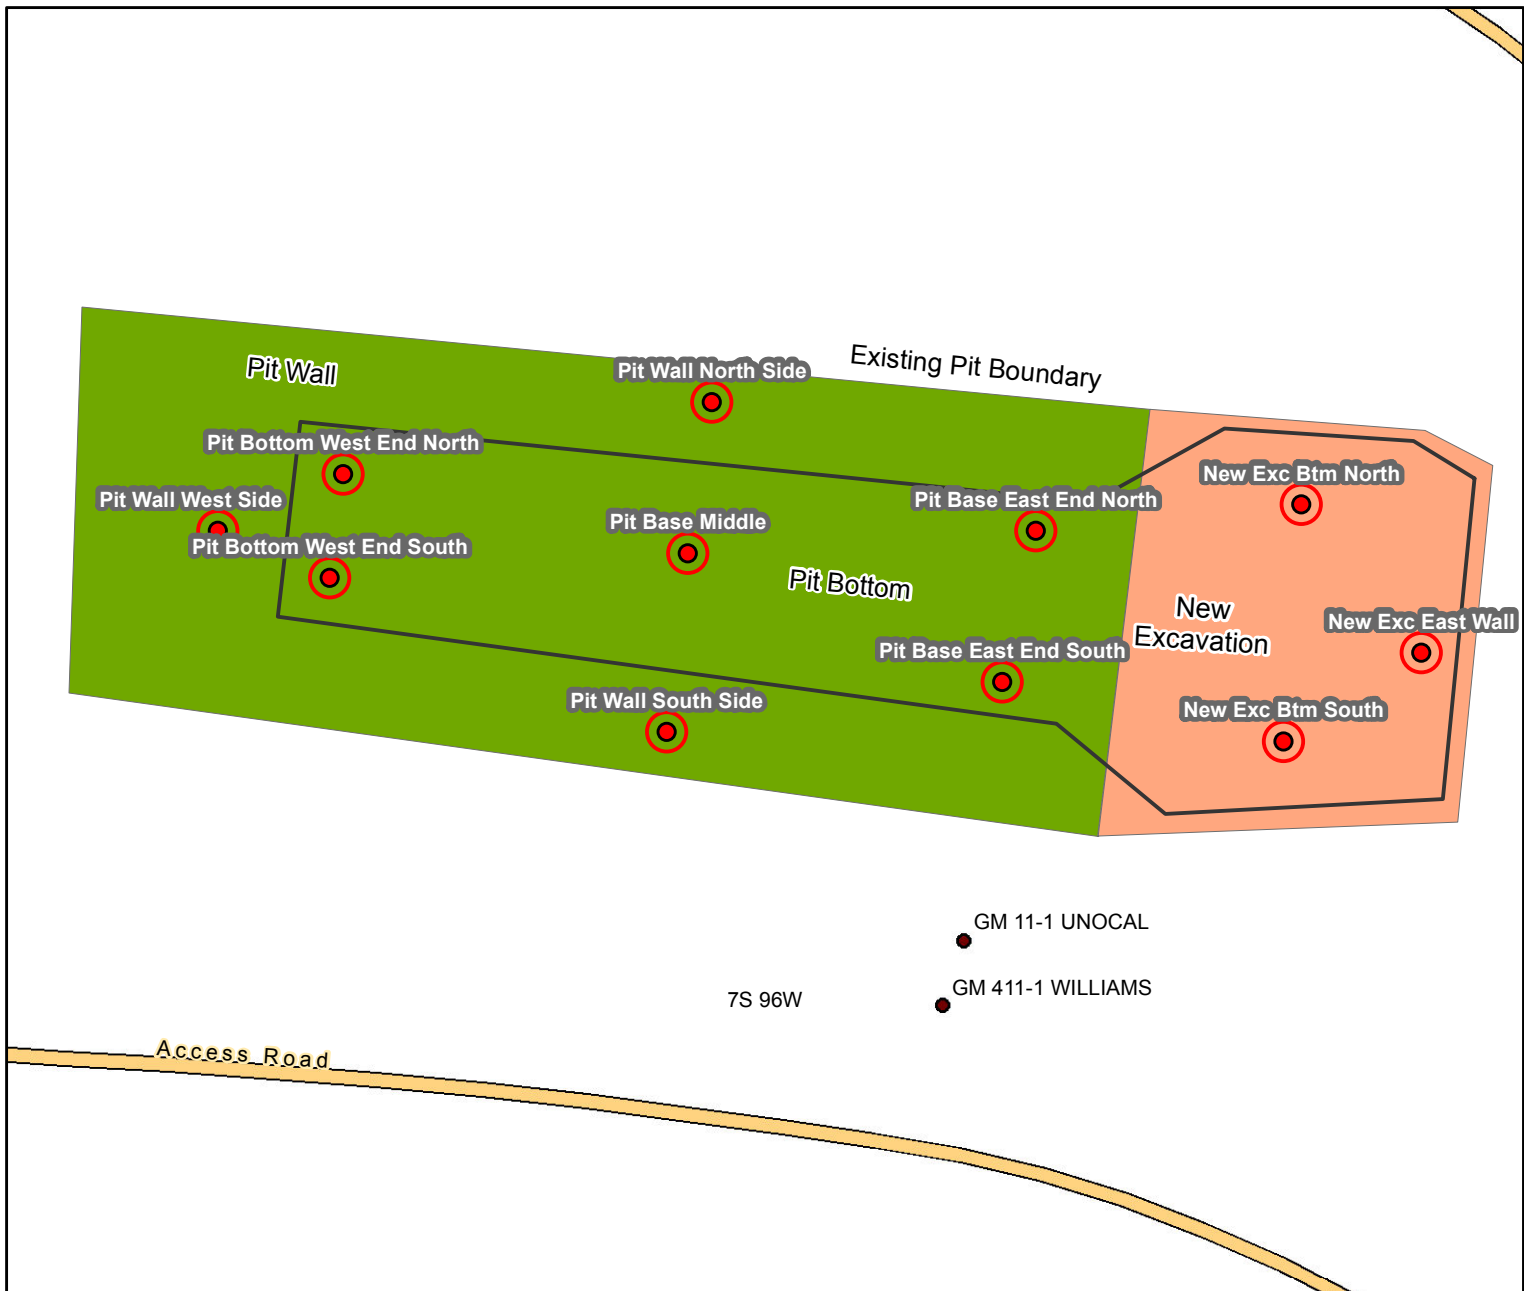 Existing Pit Boundary
Pit Wall
Pit Wall North Side
Pit Bottom West End North
New Exc Btm North
Pit Wall West Side
Pit Base East End North
Pit Base Middle
Pit Bottom West End South
Pit Bottom
New
Excavation
New Exc East Wall
Pit Base East End South
Pit Wall South Side
New Exc Btm South
GM 11-1 UNOCAL
GM 411-1 WILLIAMS
7S 96W
Access Road